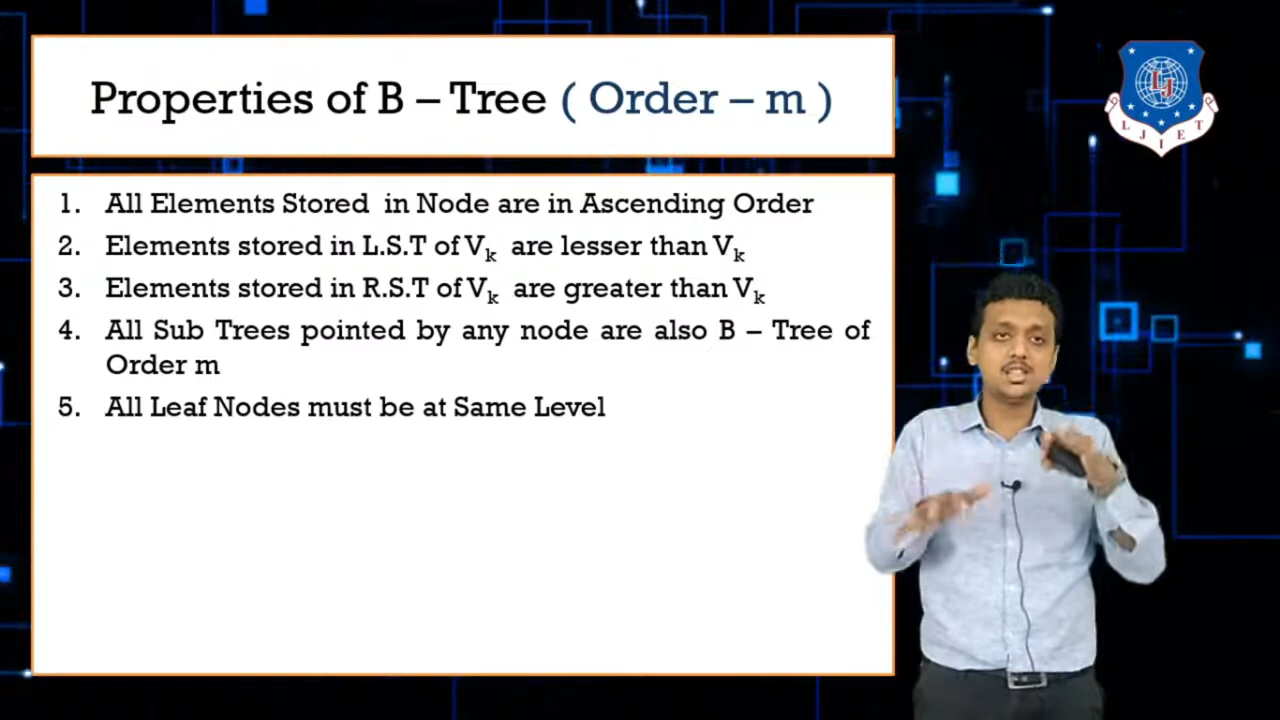 Properties of B – Tree ( Order – m )
1. All Elements Stored in Node are in Ascending Order
2. Elements stored in L.S.T of Vk are lesser than Vk
3. Elements stored in R.S.T of Vk are greater than Vk
4. All Sub Trees pointed by any node are also B – Tree of
Order m
5. All Leaf Nodes must be at Same Level
LJ
L J I E T